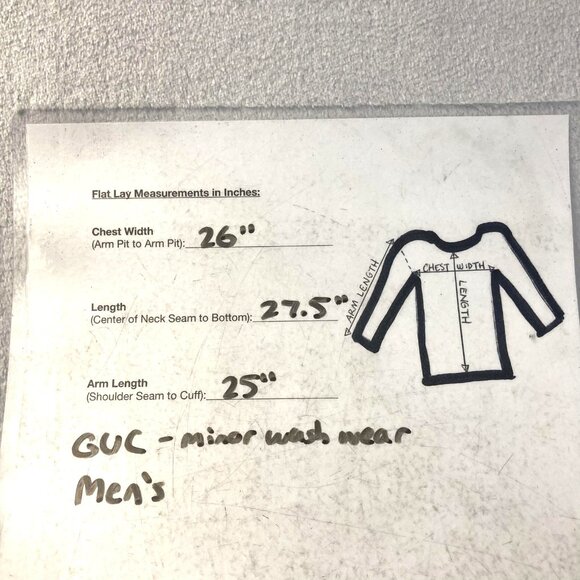 Flat Lay Measurements in Inches:
Chest Width
(Arm Pit to Arm Pit): 26"
Length
(Center of Neck Seam to Bottom): 27.5"
Arm Length
(Shoulder Seam to Cuff): 25"
GUC - minor wash wear
Men's
ARM LENGTH
CHEST WIDTH
LENGTH